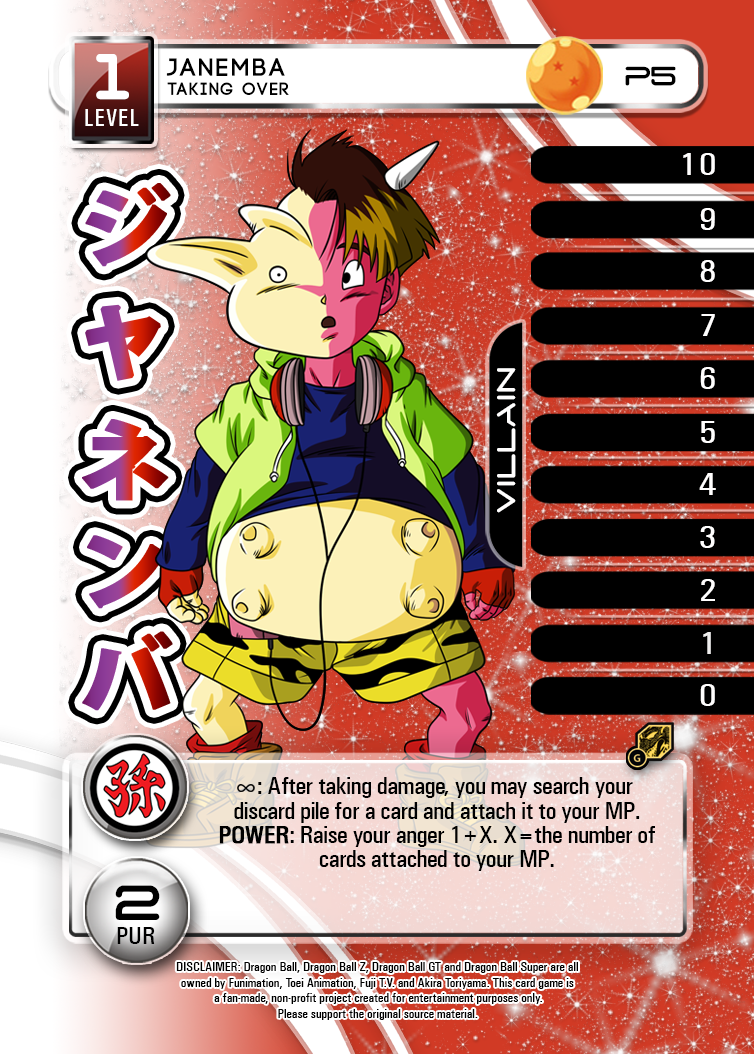 1
LEVEL
JANEMBA
TAKING OVER
P5
ジャネンバ
10
9
8
7
6
5
4
3
2
1
0
VILLAIN
G
孫
∞: After taking damage, you may search your
discard pile for a card and attach it to your MP.
POWER: Raise your anger 1+X. X=the number of
cards attached to your MP.
2
PUR
DISCLAIMER: Dragon Ball, Dragon Ball Z, Dragon Ball GT and Dragon Ball Super are all
owned by Funimation, Toei Animation, Fuji T.V. and Akira Toriyama. This card game is
a fan-made, non-profit project created for entertainment purposes only.
Please support the original source material.